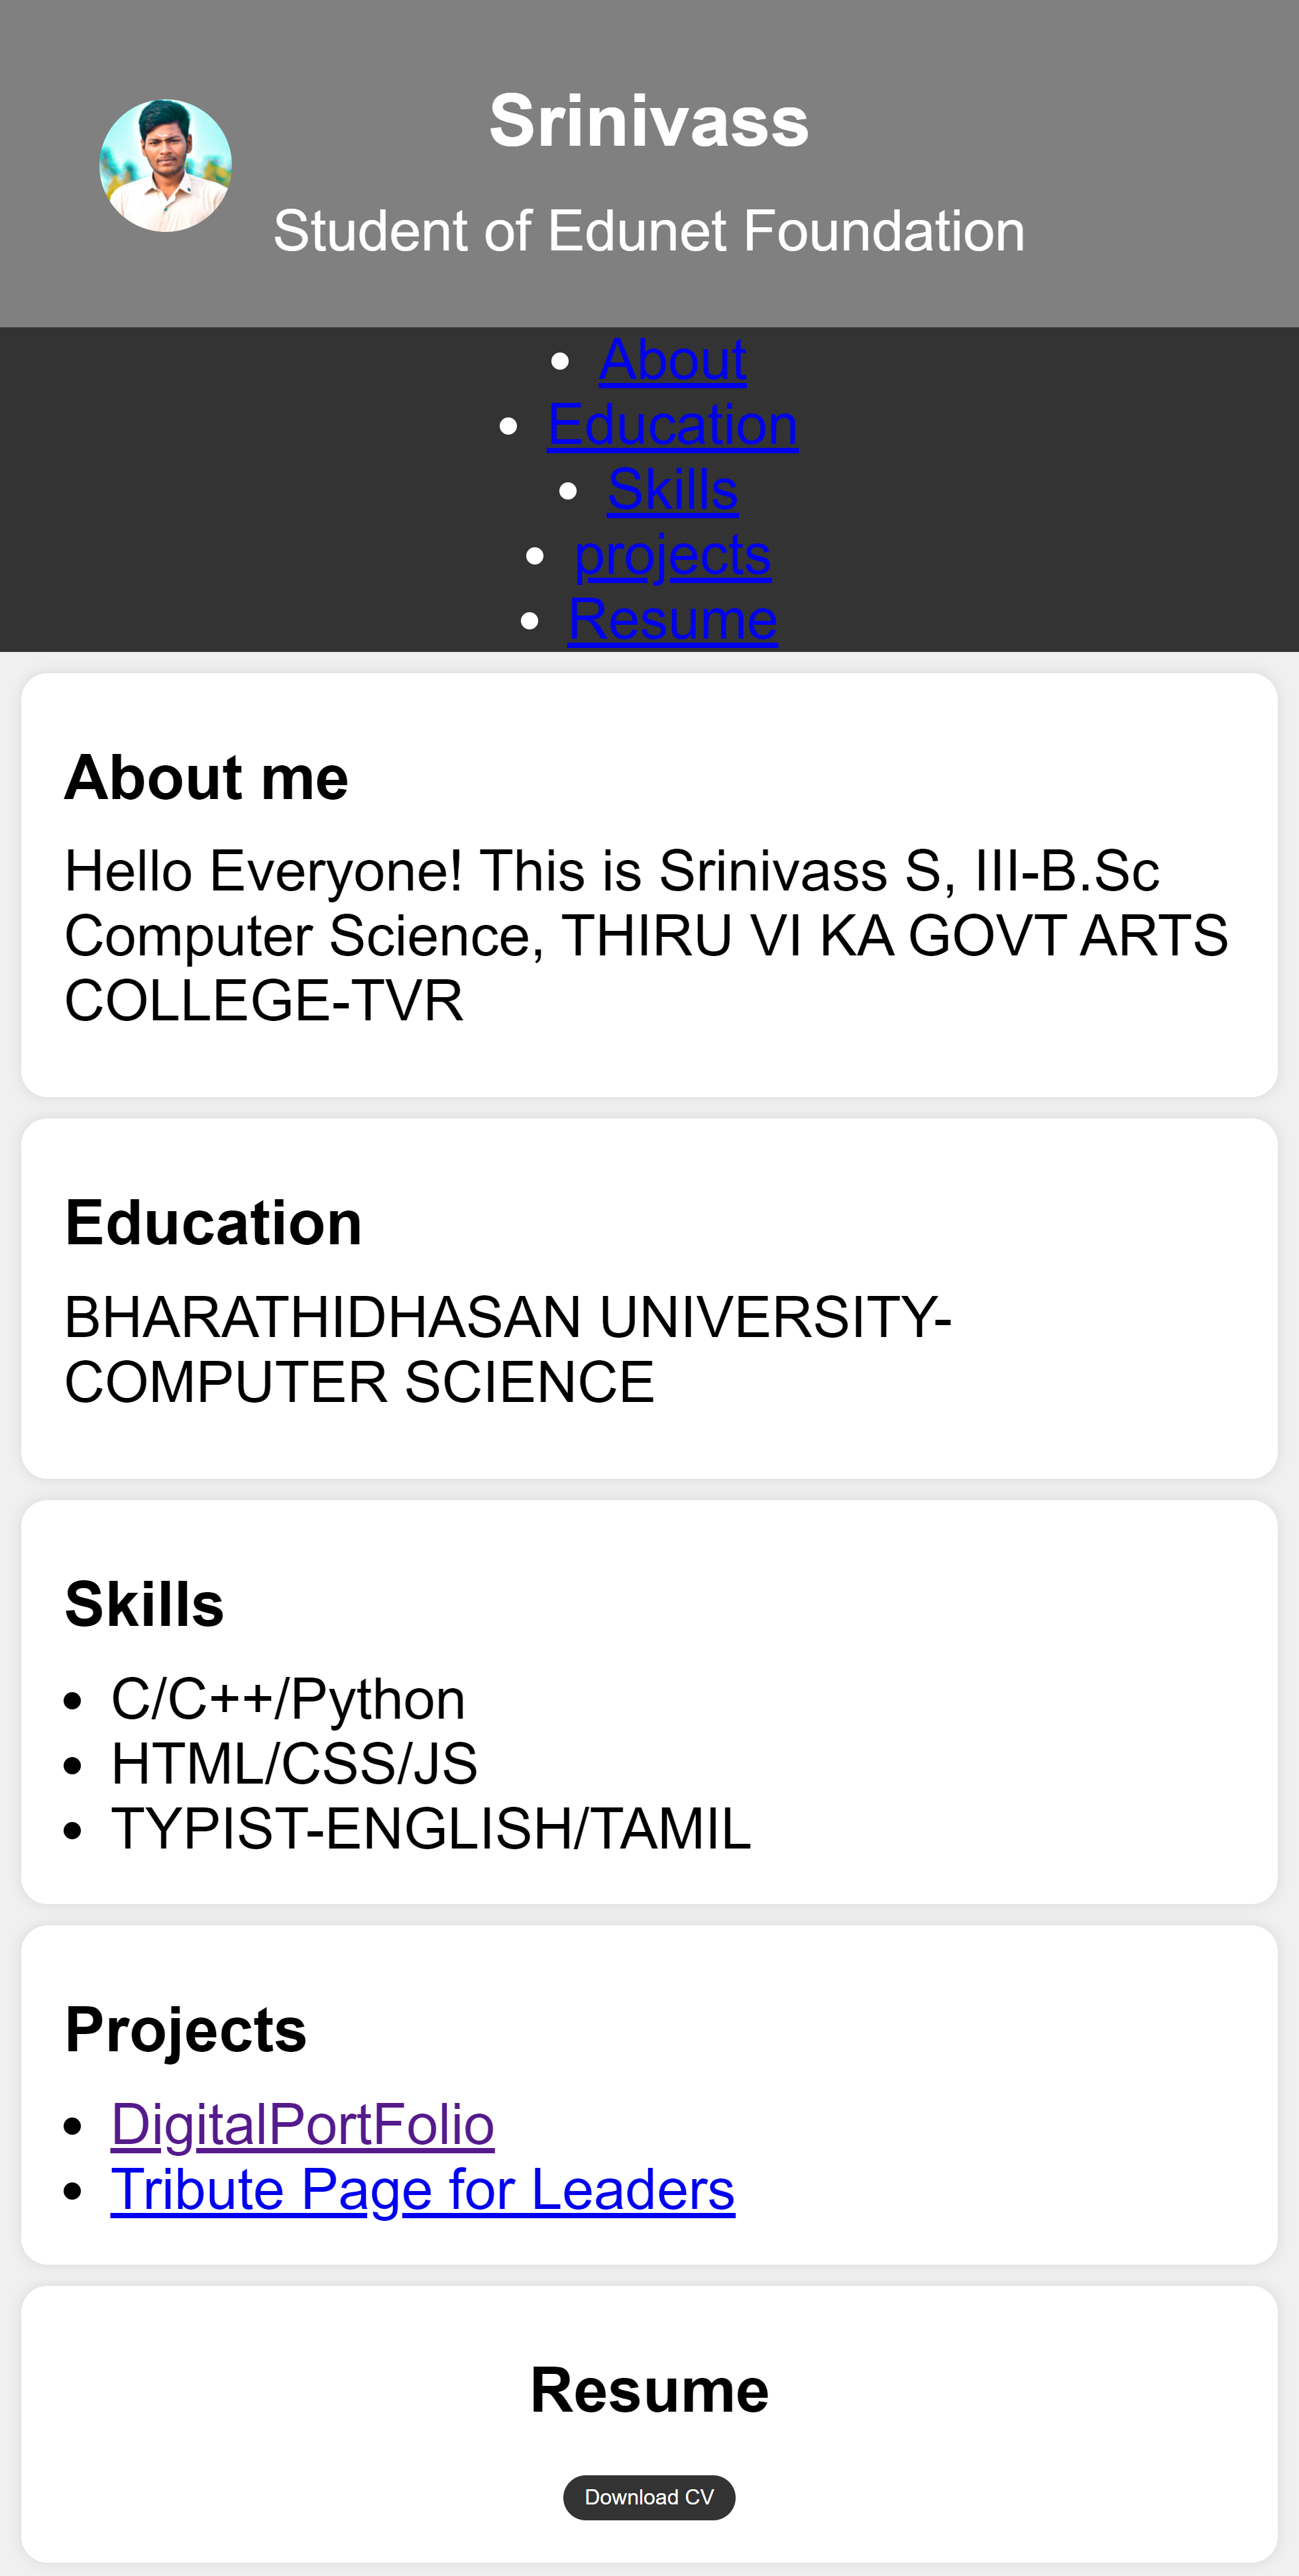 Srinivass
Student of Edunet Foundation
• About
• Education
• Skills
• projects
• Resume
About me
Hello Everyone! This is Srinivass S, III-B.Sc
Computer Science, THIRU VI KA GOVT ARTS
COLLEGE-TVR
Education
BHARATHIDHASAN UNIVERSITY-
COMPUTER SCIENCE
Skills
• C/C++/Python
• HTML/CSS/JS
• TYPIST-ENGLISH/TAMIL
Projects
• DigitalPortFolio
• Tribute Page for Leaders
Resume
Download CV